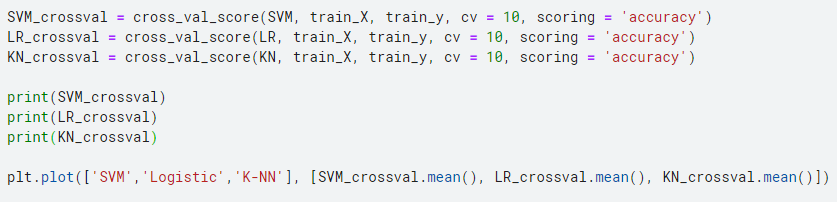 SVM_crossval = cross_val_score(SVM, train_X, train_y, cv = 10, scoring = 'accuracy')
LR_crossval = cross_val_score(LR, train_X, train_y, cv = 10, scoring = 'accuracy')
KN_crossval = cross_val_score(KN, train_X, train_y, cv = 10, scoring = 'accuracy')
print(SVM_crossval)
print(LR_crossval)
print(KN_crossval)
plt.plot(['SVM','Logistic','K-NN'], [SVM_crossval.mean(), LR_crossval.mean(), KN_crossval.mean()])